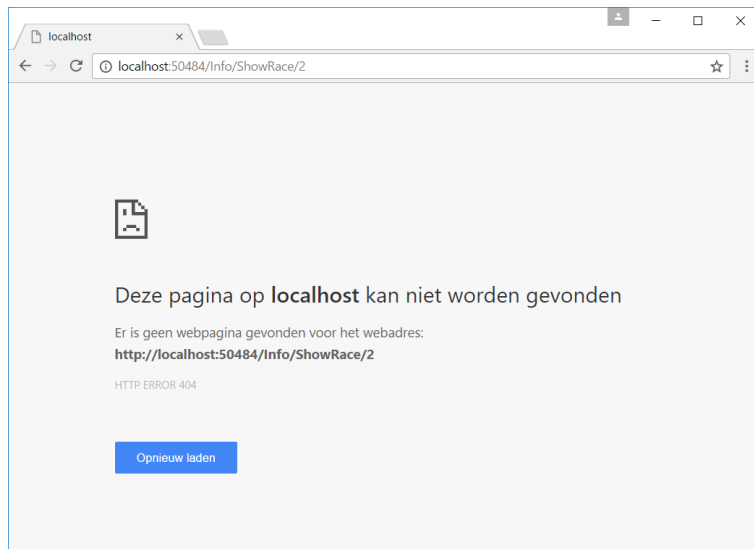 localhost
localhost:50484/Info/ShowRace/2
Deze pagina op localhost kan niet worden gevonden
Er is geen webpagina gevonden voor het webadres:
http://localhost:50484/Info/ShowRace/2
HTTP ERROR 404
Opnieuw laden